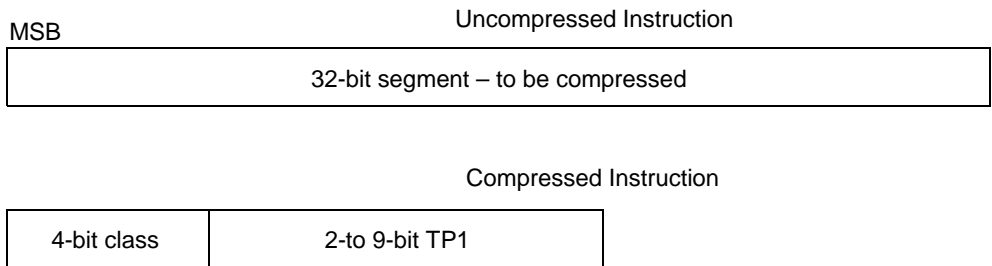 Uncompressed Instruction
MSB
32-bit segment – to be compressed
Compressed Instruction
4-bit class
2-to 9-bit TP1